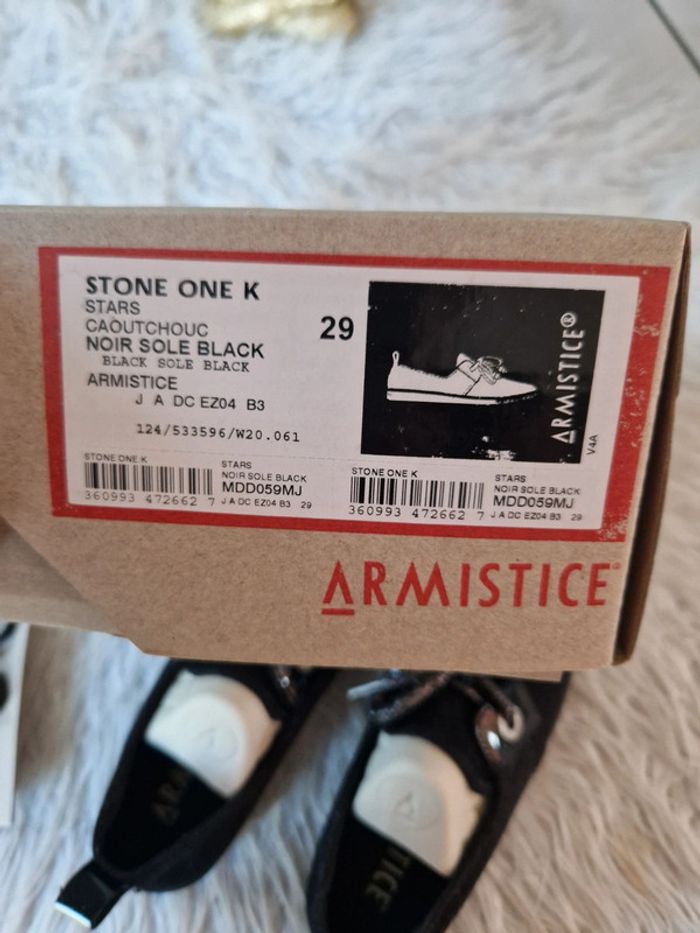 STONE ONE K
STARS
CAOUTCHOUC
NOIR SOLE BLACK
BLACK SOLE BLACK
ARMISTICE
J A DC EZ04 B3
124/533596/W20.061
29
ARMISTICE®
V4A
STONE ONE K
STARS
NOIR SOLE BLACK
MDD059MJ
360993 472662 7
J A DC EZ04 B3 29
STONE ONE K
STARS
NOIR SOLE BLACK
MDD059MJ
360993 472662 7
J A DC EZ04 B3 29
ARMISTICE®